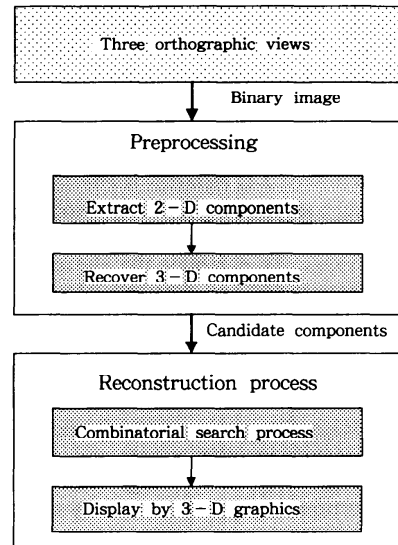 Three orthographic views
Binary image
Preprocessing
Extract 2-D components
Recover 3-D components
Candidate components
Reconstruction process
Combinatorial search process
Display by 3-D graphics